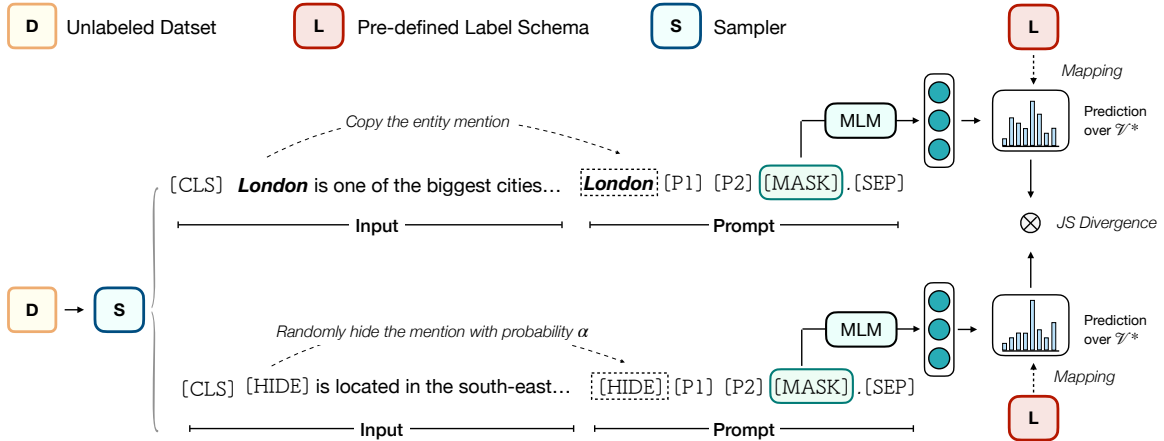 D Unlabeled Datset L Pre-defined Label Schema S Sampler L
Mapping
Copy the entity mention
MLM
Prediction
over 𝒱*
[CLS] London is one of the biggest cities... London [P1] [P2] [MASK].[SEP]
Input Prompt
JS Divergence
D S
Randomly hide the mention with probability α
MLM
Prediction
over 𝒱*
[CLS] [HIDE] is located in the south-east... [HIDE] [P1] [P2] [MASK].[SEP]
Mapping
Input Prompt
L